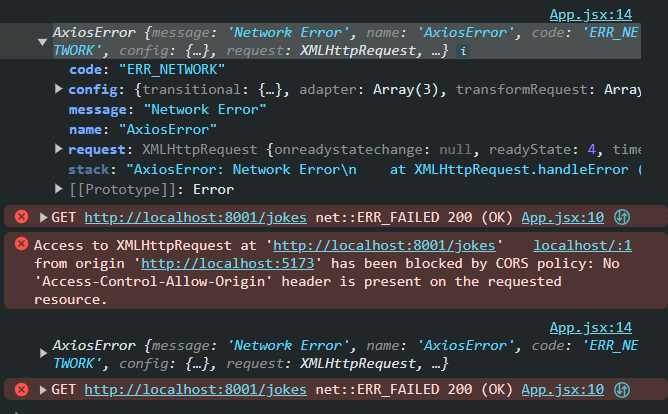 App.jsx:14
AxiosError {message: 'Network Error', name: 'AxiosError', code: 'ERR_NE
TWORK', config: {…}, request: XMLHttpRequest, …} i
code: "ERR_NETWORK"
config: {transitional: {…}, adapter: Array(3), transformRequest: Array
message: "Network Error"
name: "AxiosError"
request: XMLHttpRequest {onreadystatechange: null, readyState: 4, time
stack: "AxiosError: Network Error\n    at XMLHttpRequest.handleError (
[[Prototype]]: Error
GET http://localhost:8001/jokes net::ERR_FAILED 200 (OK) App.jsx:10
Access to XMLHttpRequest at 'http://localhost:8001/jokes' localhost/:1
from origin 'http://localhost:5173' has been blocked by CORS policy: No
'Access-Control-Allow-Origin' header is present on the requested
resource.
App.jsx:14
AxiosError {message: 'Network Error', name: 'AxiosError', code: 'ERR_NE
TWORK', config: {…}, request: XMLHttpRequest, …}
GET http://localhost:8001/jokes net::ERR_FAILED 200 (OK) App.jsx:10